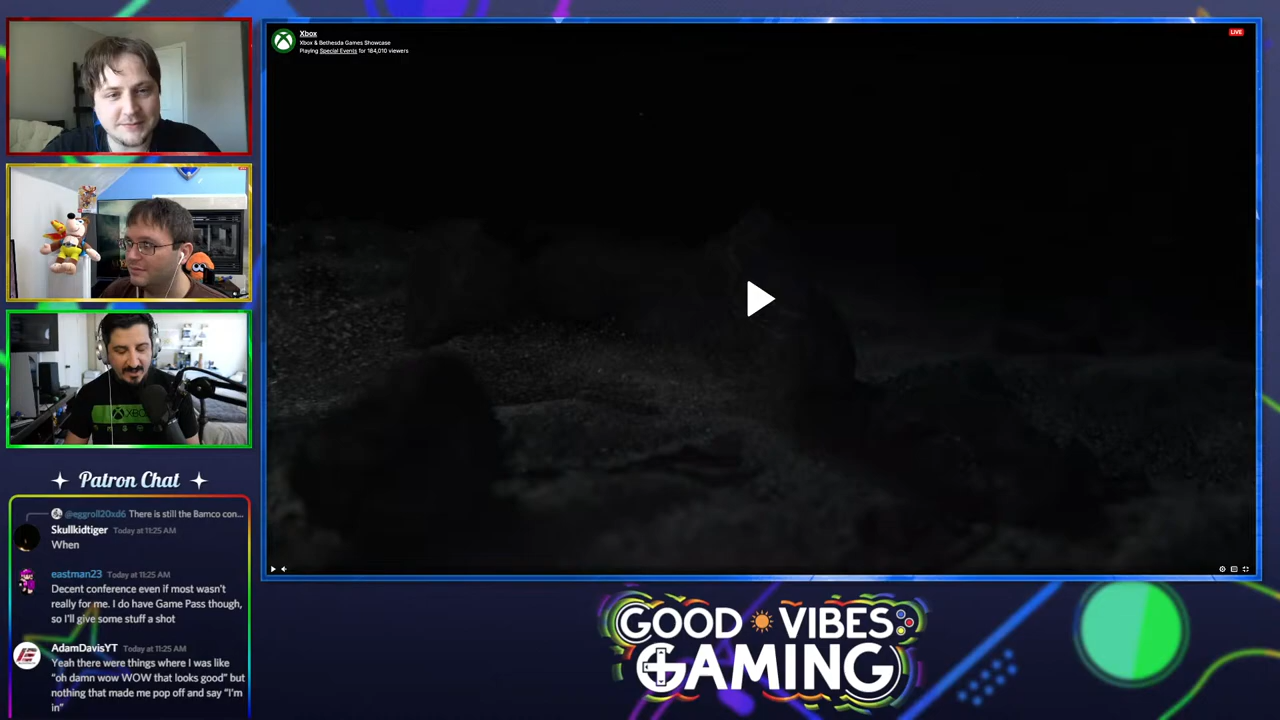 Xbox
Xbox & Bethesda Games Showcase
Playing Special Events for 184,010 viewers
LIVE
XBO
Patron Chat
@eggroll20xd6 There is still the Bamco con...
Skullkidtiger Today at 11:25 AM
When
eastman23 Today at 11:25 AM
Decent conference even if most wasn't
really for me. I do have Game Pass though,
so I'll give some stuff a shot
AdamDavisYT Today at 11:25 AM
Yeah there were things where I was like
“oh damn wow WOW that looks good” but
nothing that made me pop off and say “I'm
in”
GOOD VIBES
GAMING